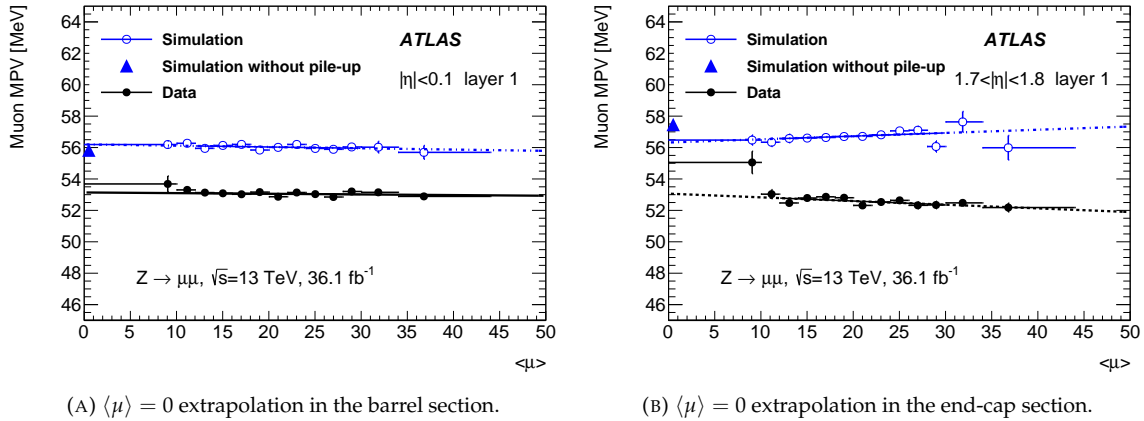 Muon MPV [MeV]
64
62
60
58
56
54
52
50
48
46
0 5 10 15 20 25 30 35 40 45 50
<μ>
Simulation
Simulation without pile-up
Data
ATLAS
|η|<0.1 layer 1
Z → μμ, √s=13 TeV, 36.1 fb⁻¹
(A) ⟨μ⟩ = 0 extrapolation in the barrel section.
Muon MPV [MeV]
64
62
60
58
56
54
52
50
48
46
0 5 10 15 20 25 30 35 40 45 50
<μ>
Simulation
Simulation without pile-up
Data
ATLAS
1.7<|η|<1.8 layer 1
Z → μμ, √s=13 TeV, 36.1 fb⁻¹
(B) ⟨μ⟩ = 0 extrapolation in the end-cap section.